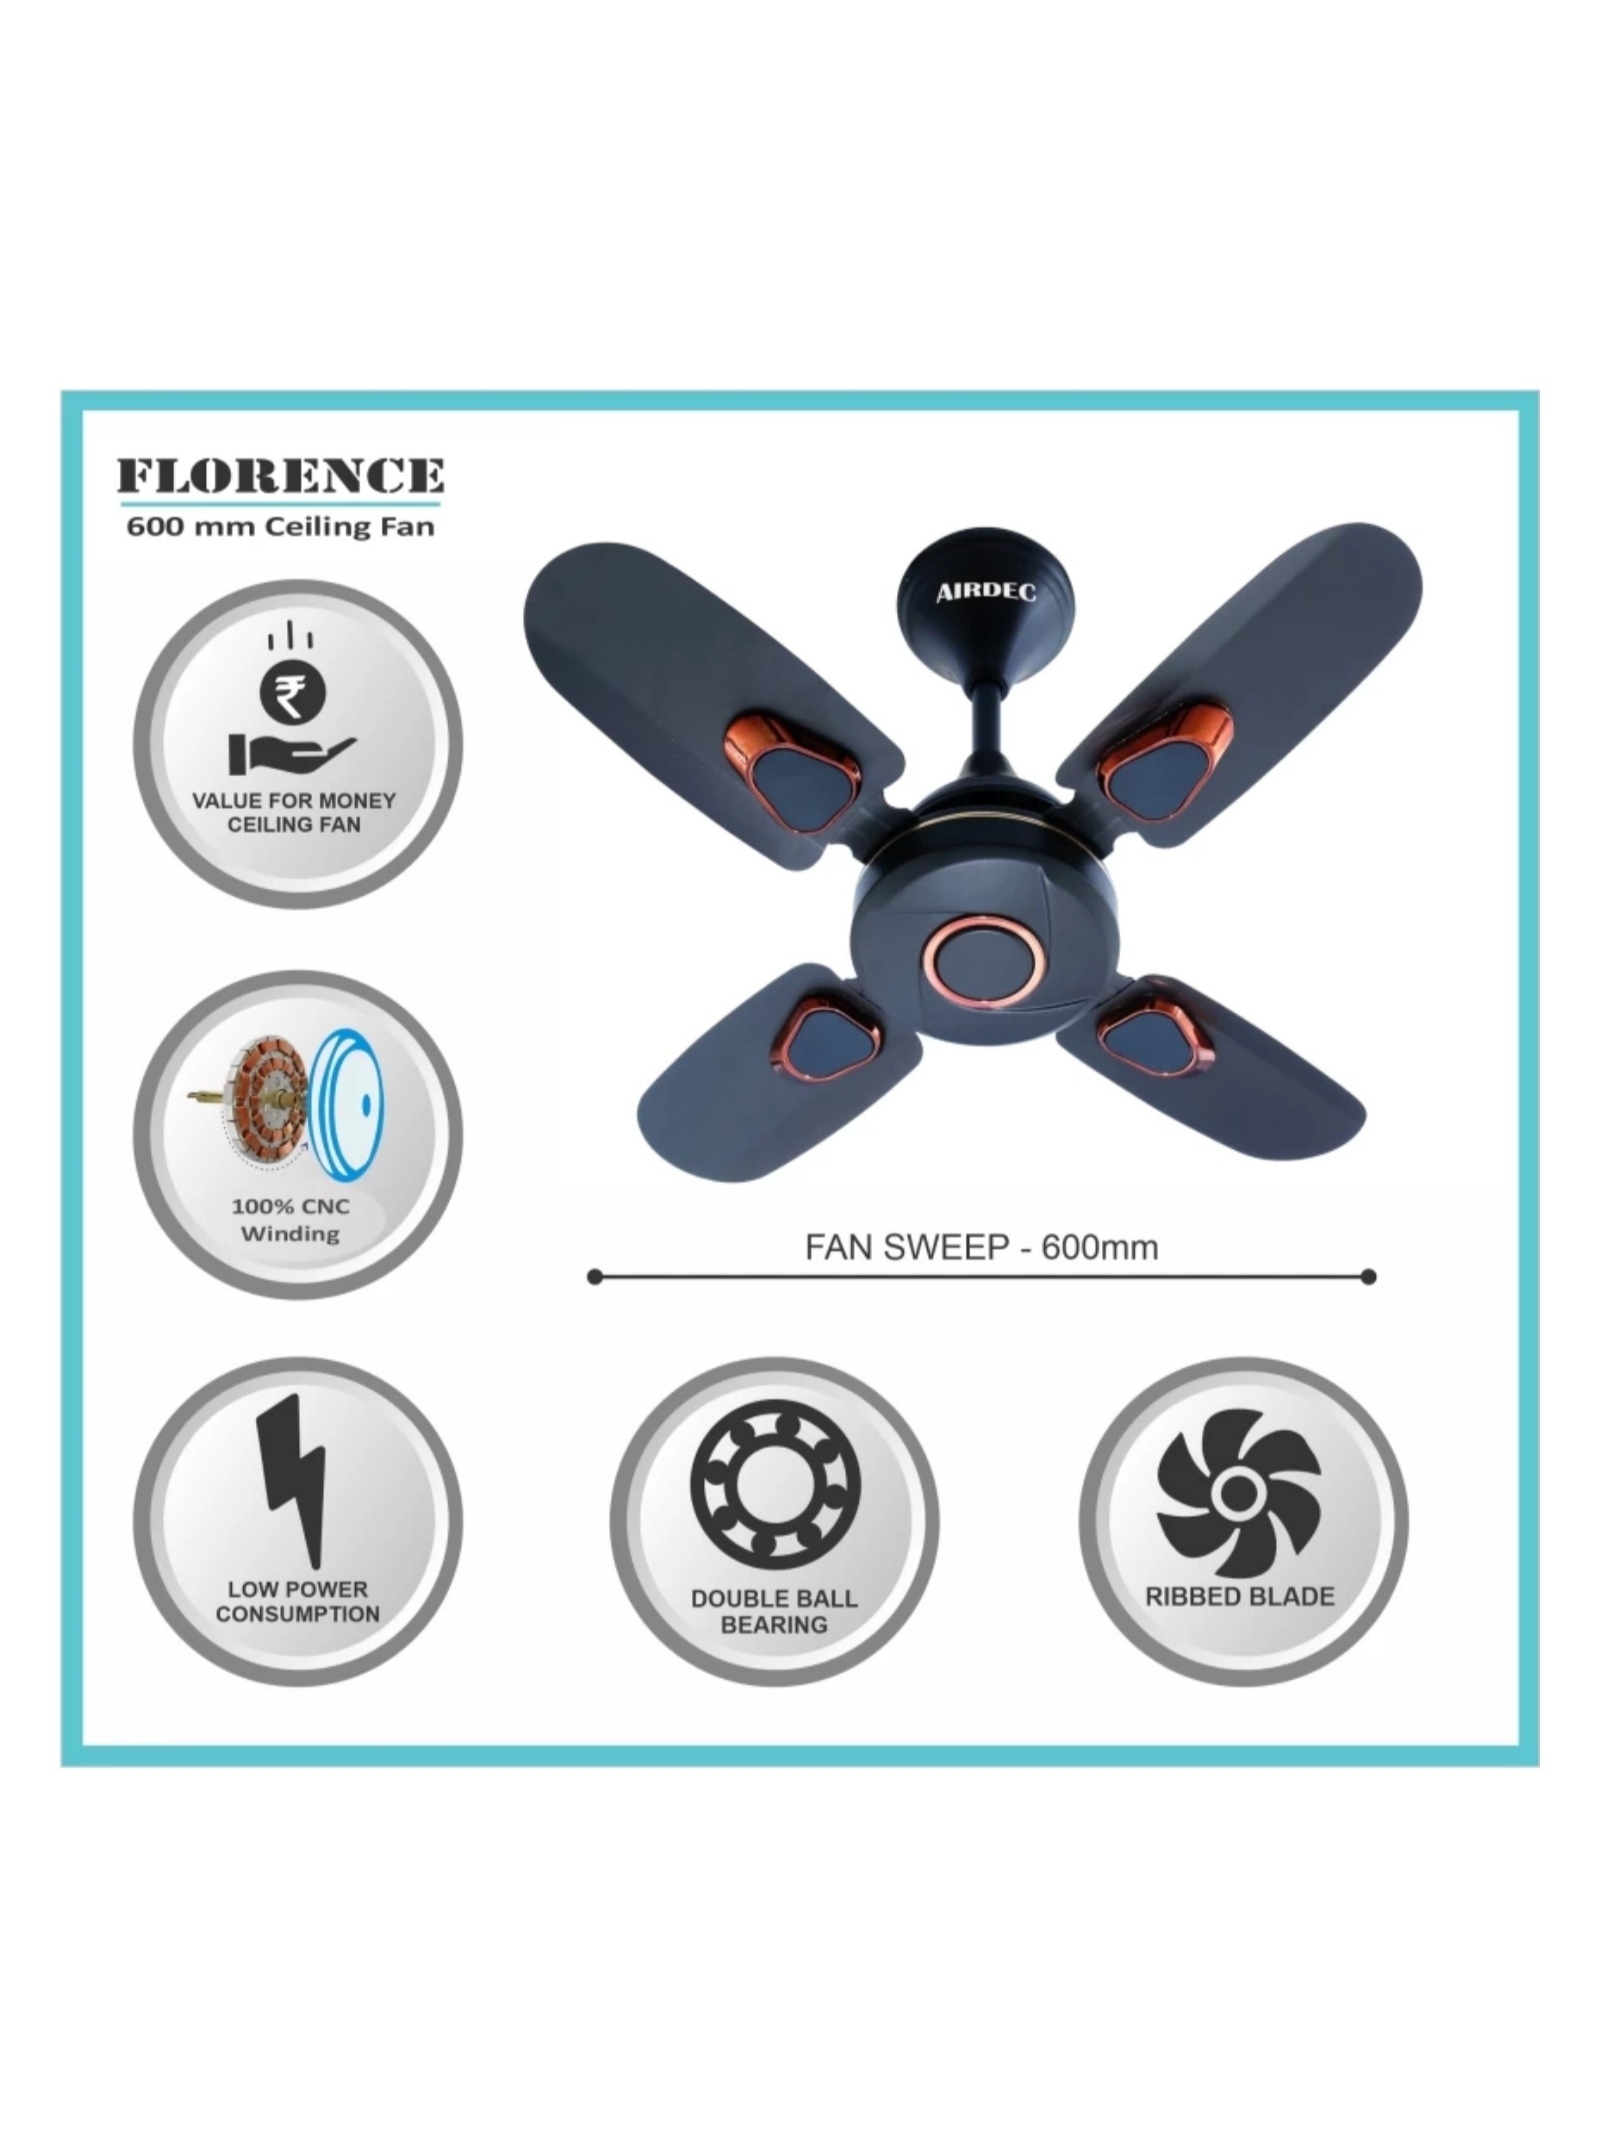 FLORENCE
600 mm Ceiling Fan
AIRDEC
₹
VALUE FOR MONEY
CEILING FAN
100% CNC
Winding
FAN SWEEP - 600mm
LOW POWER
CONSUMPTION
DOUBLE BALL
BEARING
RIBBED BLADE